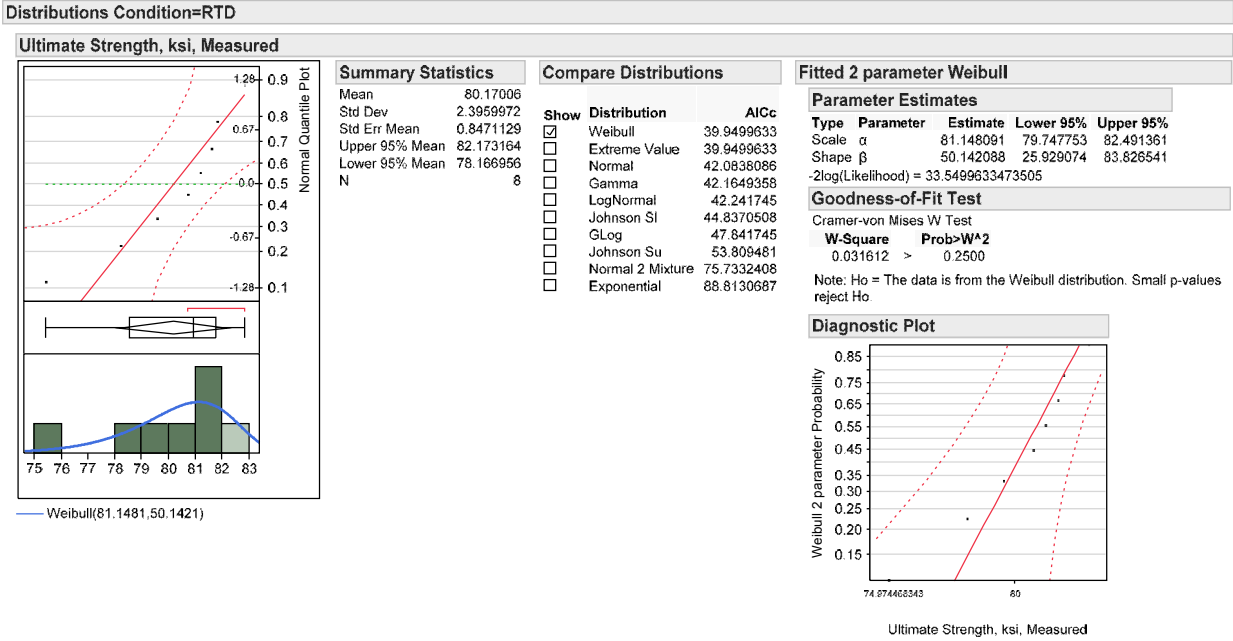 Distributions Condition=RTD
Ultimate Strength, ksi, Measured
1.28 0.9
0.8
0.67
0.7
0.6
0.0 0.5
0.4
0.3
-0.67
0.2
-1.28 0.1
Normal Quantile Plot
75 76 77 78 79 80 81 82 83
Weibull(81.1481,50.1421)
Summary Statistics
Mean 80.17006
Std Dev 2.3959972
Std Err Mean 0.8471129
Upper 95% Mean 82.173164
Lower 95% Mean 78.166956
N 8
Compare Distributions
Show Distribution AICc
Weibull 39.9499633
Extreme Value 39.9499633
Normal 42.0838086
Gamma 42.1649358
LogNormal 42.241745
Johnson Sl 44.8370508
GLog 47.841745
Johnson Su 53.809481
Normal 2 Mixture 75.7332408
Exponential 88.8130687
Fitted 2 parameter Weibull
Parameter Estimates
Type Parameter Estimate Lower 95% Upper 95%
Scale α 81.148091 79.747753 82.491361
Shape β 50.142088 25.929074 83.826541
-2log(Likelihood) = 33.5499633473505
Goodness-of-Fit Test
Cramer-von Mises W Test
W-Square Prob>W^2
0.031612 > 0.2500
Note: Ho = The data is from the Weibull distribution. Small p-values
reject Ho.
Diagnostic Plot
Weibull 2 parameter Probability
0.85
0.75
0.65
0.55
0.45
0.35
0.30
0.25
0.20
0.15
74.974468343 80
Ultimate Strength, ksi, Measured